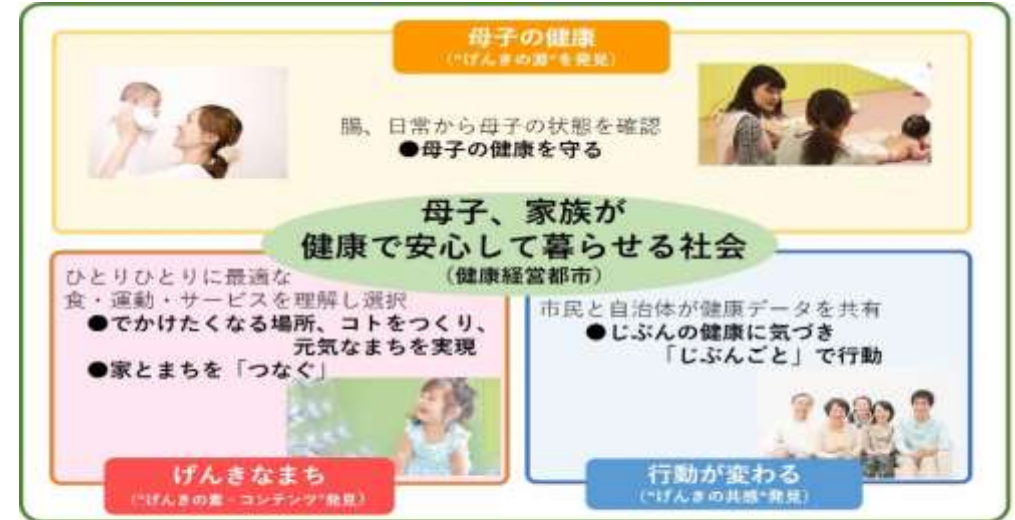 母子の健康
("げんきの源"を発見)
腸、日常から母子の状態を確認
●母子の健康を守る
母子、家族が
健康で安心して暮らせる社会
(健康経営都市)
ひとりひとりに最適な
食・運動・サービスを理解し選択
●でかけたくなる場所、コトをつくり、
元気なまちを実現
●家とまちを「つなぐ」
げんきなまち
("げんきの素・コンテンツ"発見)
市民と自治体が健康データを共有
●じぶんの健康に気づき
「じぶんごと」で行動
行動が変わる
("げんきの共感"発見)